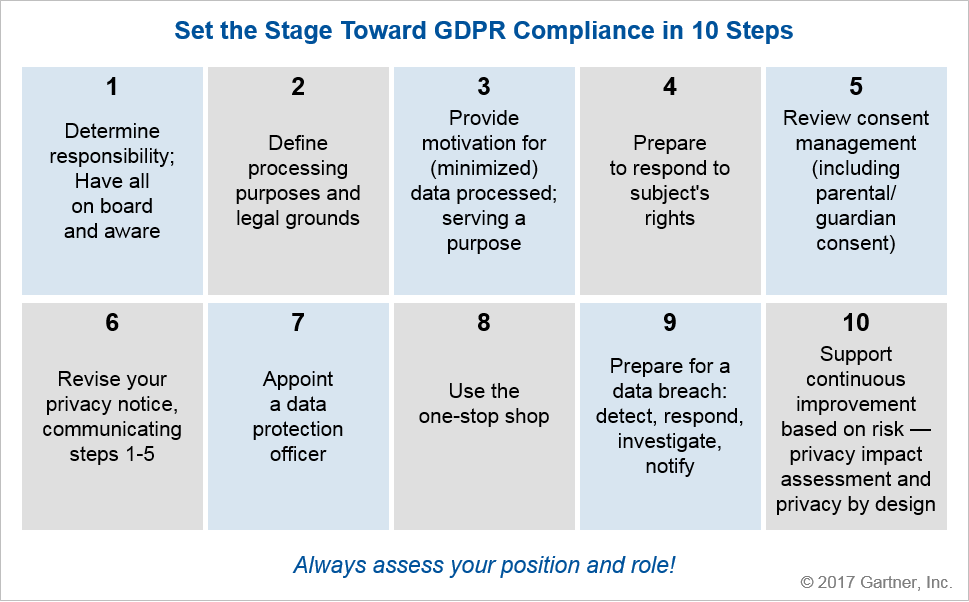 Set the Stage Toward GDPR Compliance in 10 Steps
1
Determine
responsibility;
Have all
on board
and aware
2
Define
processing
purposes and
legal grounds
3
Provide
motivation for
(minimized)
data processed;
serving a
purpose
4
Prepare
to respond to
subject's
rights
5
Review consent
management
(including
parental/
guardian
consent)
6
Revise your
privacy notice,
communicating
steps 1-5
7
Appoint
a data
protection
officer
8
Use the
one-stop shop
9
Prepare for a
data breach:
detect, respond,
investigate,
notify
10
Support
continuous
improvement
based on risk —
privacy impact
assessment and
privacy by design
Always assess your position and role!
© 2017 Gartner, Inc.